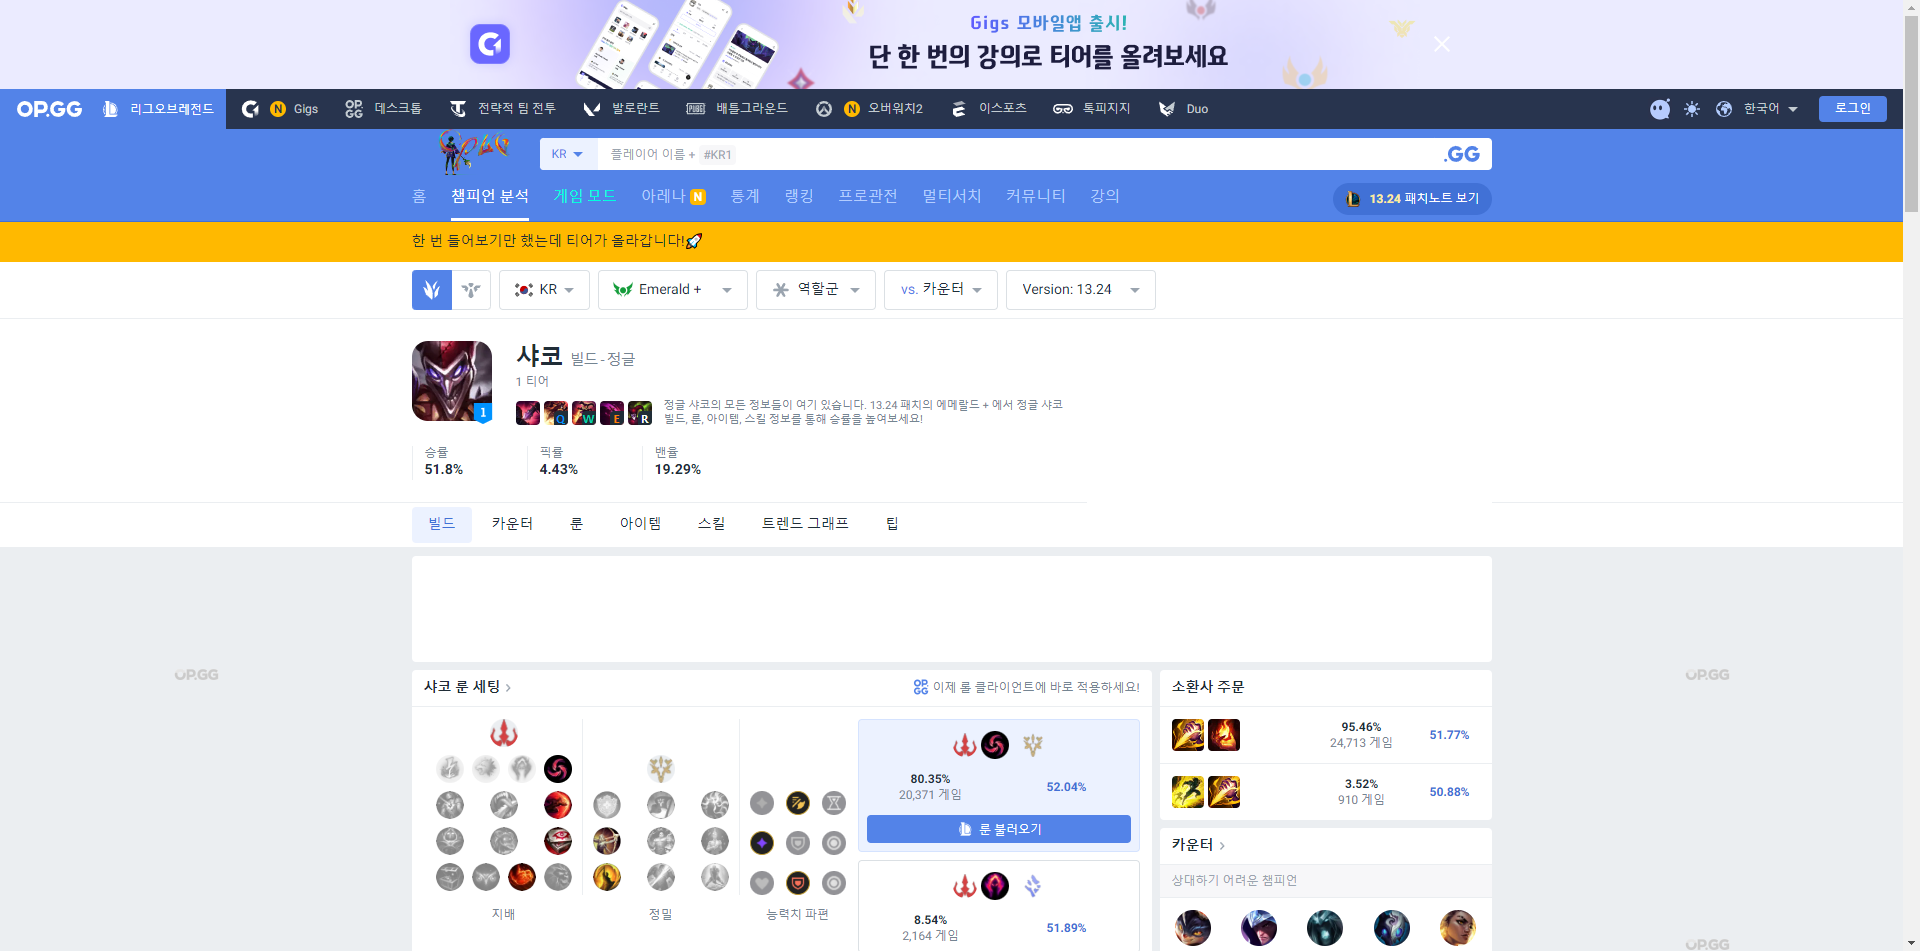 Gigs 모바일앱 출시!
단 한 번의 강의로 티어를 올려보세요
OP.GG 리그오브레전드 N Gigs OP.GG 데스크톱 전략적 팀 전투 발로란트 PUBG 배틀그라운드 N 오버워치2 이스포츠 톡피지지 Duo 한국어 로그인
KR 플레이어 이름 + #KR1 .GG
홈 챔피언 분석 게임 모드 아레나 N 통계 랭킹 프로관전 멀티서치 커뮤니티 강의 13.24 패치노트 보기
한 번 들어보기만 했는데 티어가 올라갑니다!🚀
KR Emerald + 역할군 vs. 카운터 Version: 13.24
샤코 빌드 - 정글
1 티어
1
Q W E R
정글 샤코의 모든 정보들이 여기 있습니다. 13.24 패치의 에메랄드 + 에서 정글 샤코
빌드, 룬, 아이템, 스킬 정보를 통해 승률을 높여보세요!
승률 픽률 밴율
51.8% 4.43% 19.29%
빌드 카운터 룬 아이템 스킬 트렌드 그래프 팁
OP.GG OP.GG
샤코 룬 세팅 › 이제 롤 클라이언트에 바로 적용하세요!
80.35%
20,371 게임
52.04%
룬 불러오기
8.54%
2,164 게임
51.89%
지배 정밀 능력치 파편
소환사 주문
95.46%
24,713 게임
51.77%
3.52%
910 게임
50.88%
카운터 ›
상대하기 어려운 챔피언
OP.GG